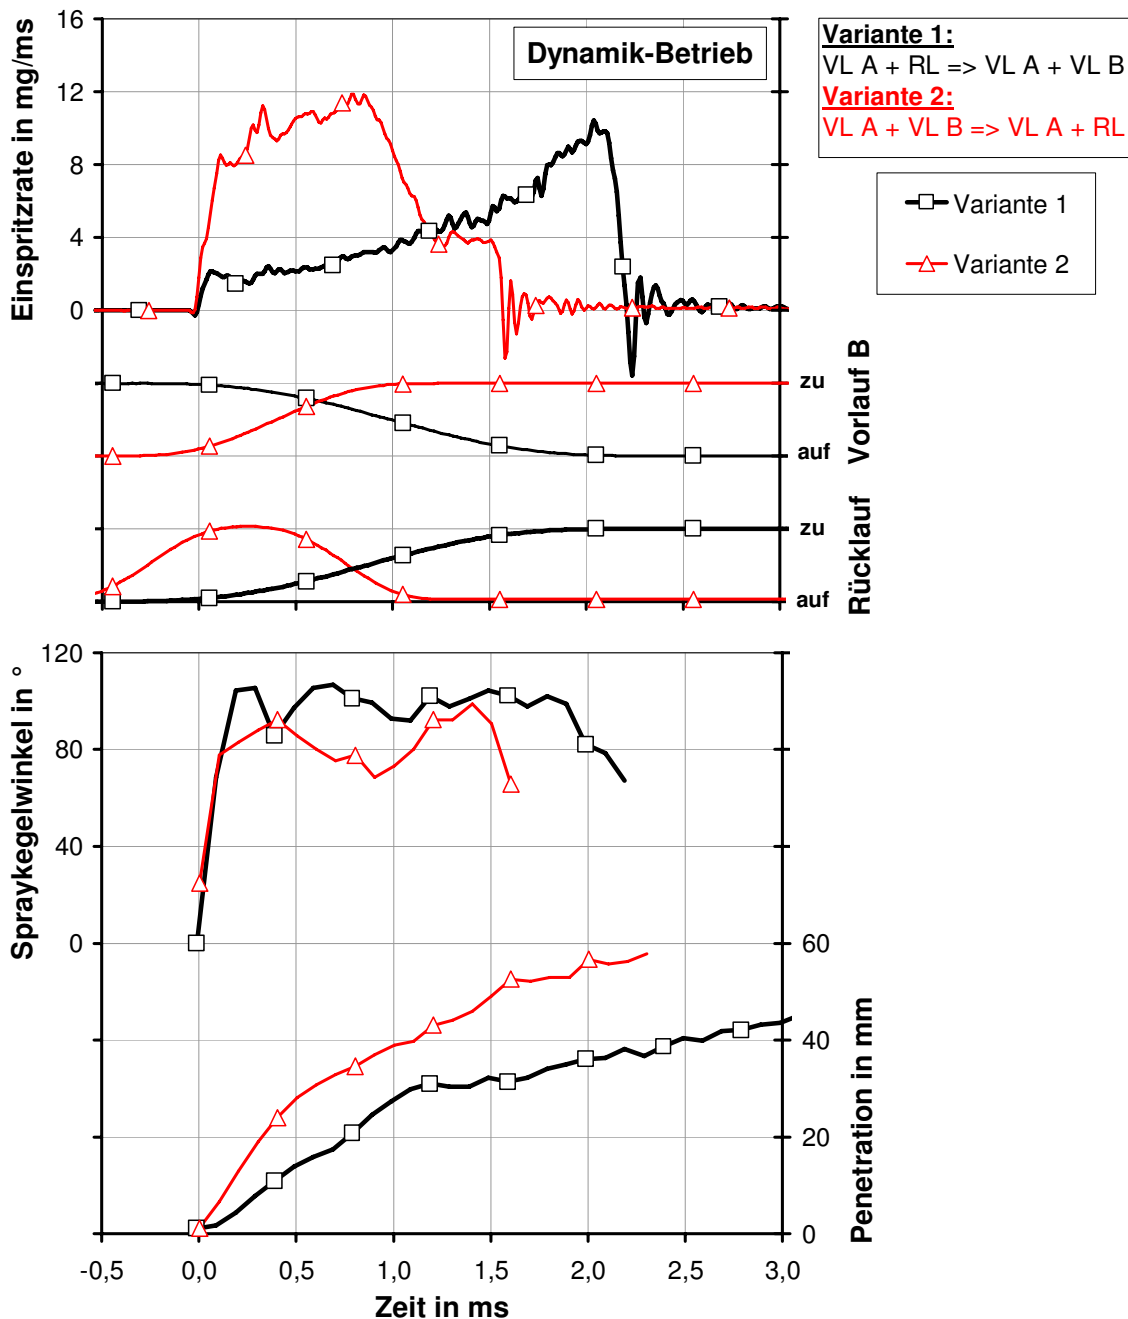 16
12
8
4
0
Einspritzrate in mg/ms
Dynamik-Betrieb
Variante 1:
VL A + RL => VL A + VL B
Variante 2:
VL A + VL B => VL A + RL
Variante 1
Variante 2
zu
auf
Vorlauf B
zu
auf
Rücklauf
120
80
40
0
Spraykegelwinkel in °
60
40
20
0
Penetration in mm
-0,5 0,0 0,5 1,0 1,5 2,0 2,5 3,0
Zeit in ms